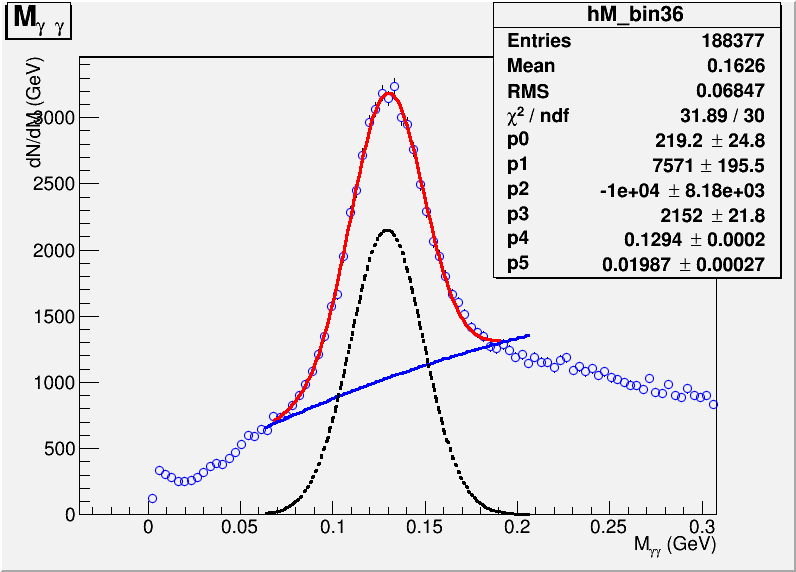 M γ γ
hM_bin36
Entries 188377
Mean 0.1626
RMS 0.06847
χ² / ndf 31.89 / 30
p0 219.2 ± 24.8
p1 7571 ± 195.5
p2 -1e+04 ± 8.18e+03
p3 2152 ± 21.8
p4 0.1294 ± 0.0002
p5 0.01987 ± 0.00027
dN/dM (GeV)
3000
2500
2000
1500
1000
500
0
0 0.05 0.1 0.15 0.2 0.25 0.3
Mγγ (GeV)